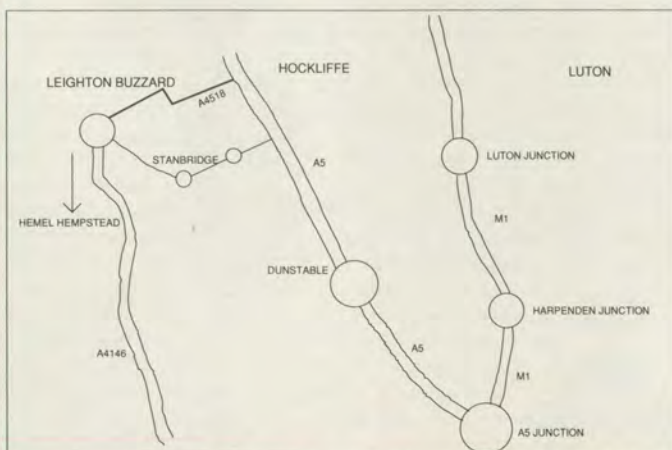 HOCKLIFFE
LUTON
LEIGHTON BUZZARD
A4518
STANBRIDGE
A5
LUTON JUNCTION
HEMEL HEMPSTEAD
M1
DUNSTABLE
HARPENDEN JUNCTION
A5
A4146
M1
A5 JUNCTION